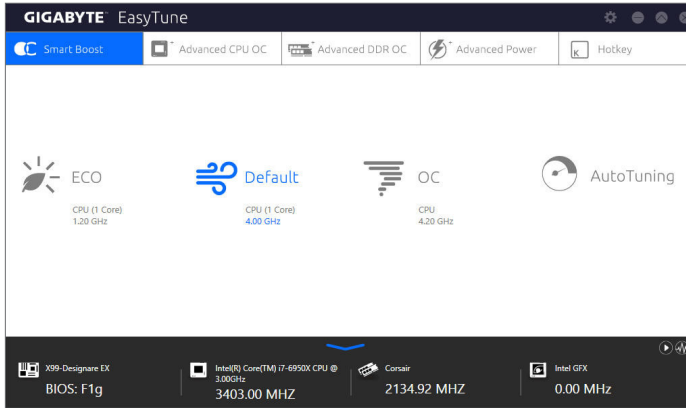 GIGABYTE™ EasyTune
Smart Boost
Advanced CPU OC
Advanced DDR OC
Advanced Power
K
Hotkey
ECO
CPU (1 Core)
1.20 GHz
Default
CPU (1 Core)
4.00 GHz
OC
CPU
4.20 GHz
AutoTuning
X99-Designare EX
BIOS: F1g
Intel(R) Core(TM) i7-6950X CPU @
3.00GHz
3403.00 MHZ
Corsair
2134.92 MHZ
Intel GFX
0.00 MHz